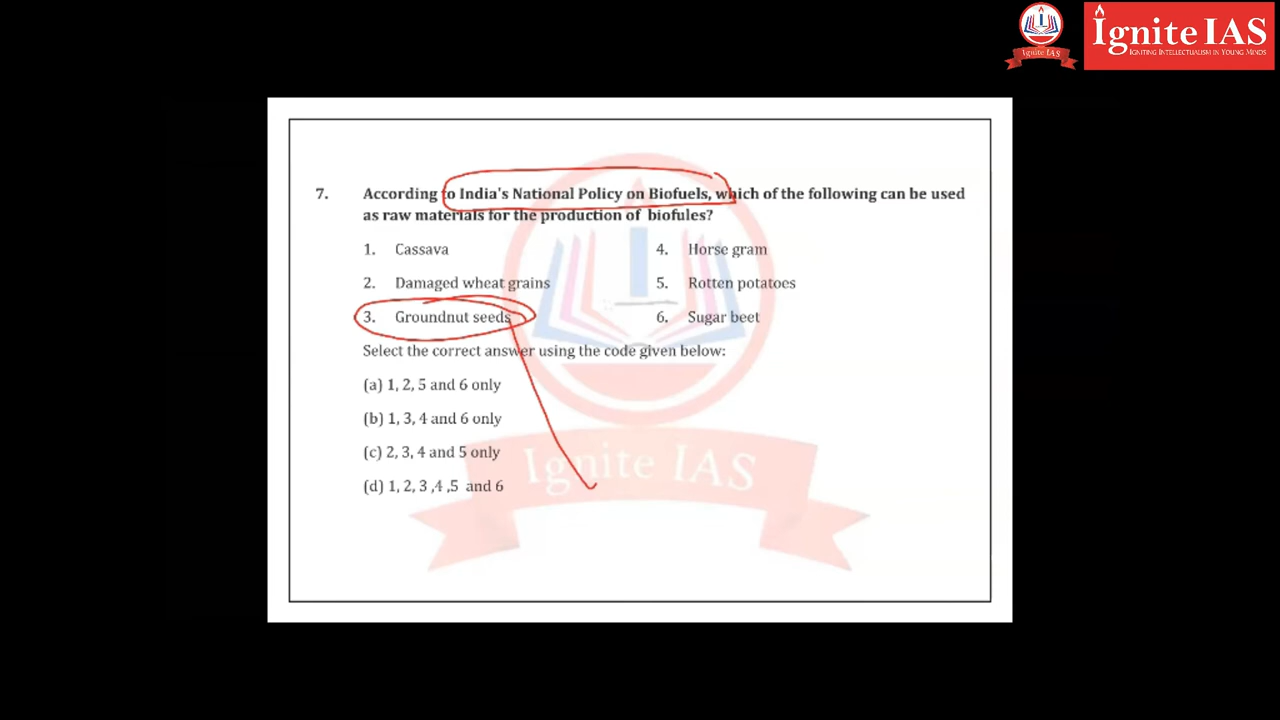 Ignite IAS
Ignite IAS
IGNITING INTELLECTUALISM IN YOUNG MINDS
7. According to India's National Policy on Biofuels, which of the following can be used
as raw materials for the production of biofules?
1. Cassava 4. Horse gram
2. Damaged wheat grains 5. Rotten potatoes
3. Groundnut seeds 6. Sugar beet
Select the correct answer using the code given below:
(a) 1, 2, 5 and 6 only
(b) 1, 3, 4 and 6 only
(c) 2, 3, 4 and 5 only
Ignite IAS
(d) 1, 2, 3 ,4 ,5 and 6